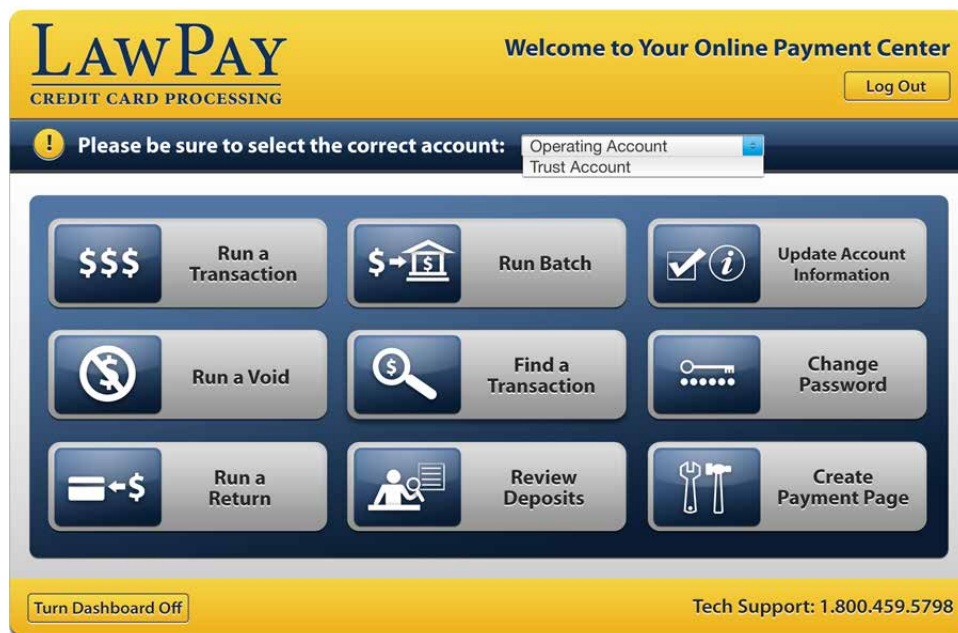 LAWPAY
CREDIT CARD PROCESSING
Welcome to Your Online Payment Center
Log Out
! Please be sure to select the correct account:
Operating Account
Trust Account
$$$
Run a
Transaction
$ $
Run Batch
i
Update Account
Information
$
Run a Void
$
Find a
Transaction
Change
Password
$
Run a
Return
Review
Deposits
Create
Payment Page
Turn Dashboard Off
Tech Support: 1.800.459.5798